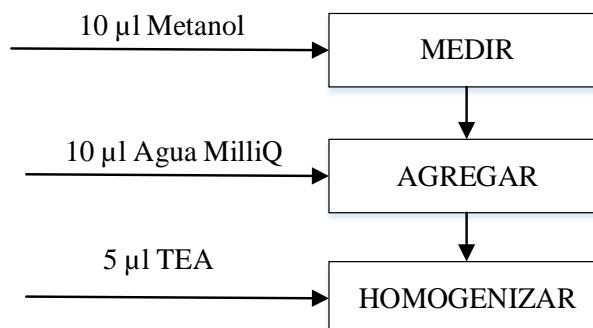 10 µl Metanol
MEDIR
10 µl Agua MilliQ
AGREGAR
5 µl TEA
HOMOGENIZAR